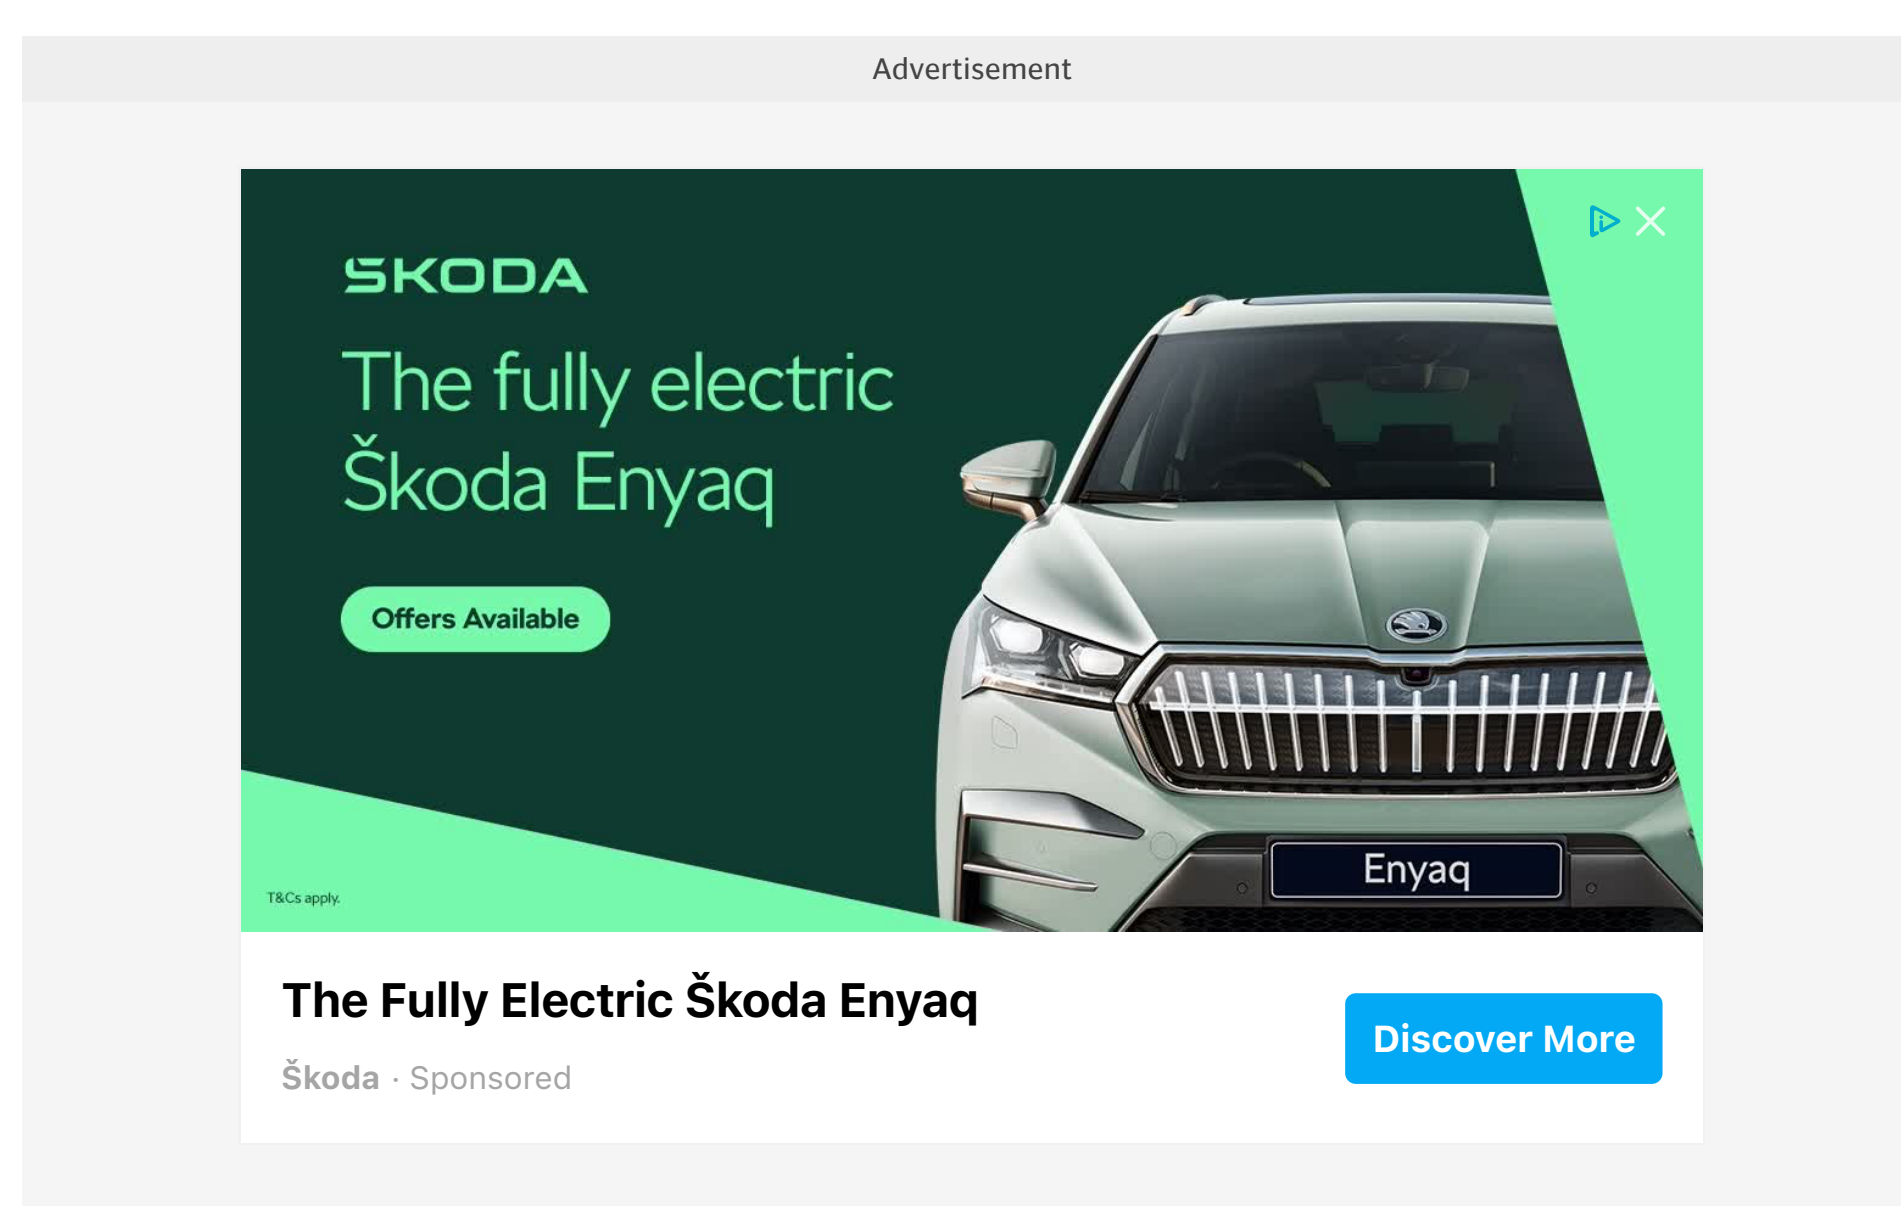 Advertisement
ŠKODA
The fully electric
Škoda Enyaq
Offers Available
Enyaq
T&Cs apply.
The Fully Electric Škoda Enyaq
Škoda · Sponsored
Discover More